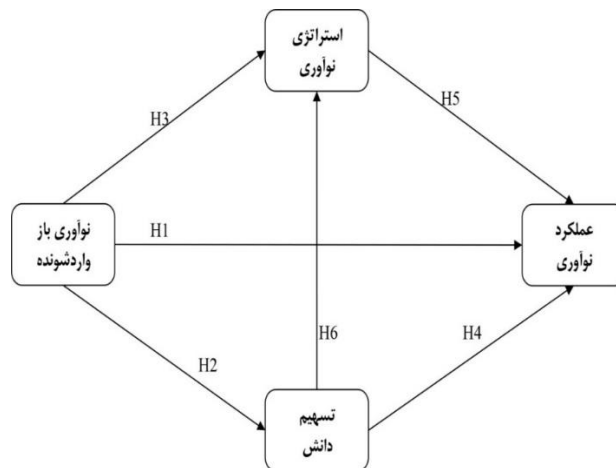 استراتژی
نوآوری
H3
H5
نوآوری باز
واردشونده
H1
عملکرد
نوآوری
H6
H4
H2
تسهیم
دانش